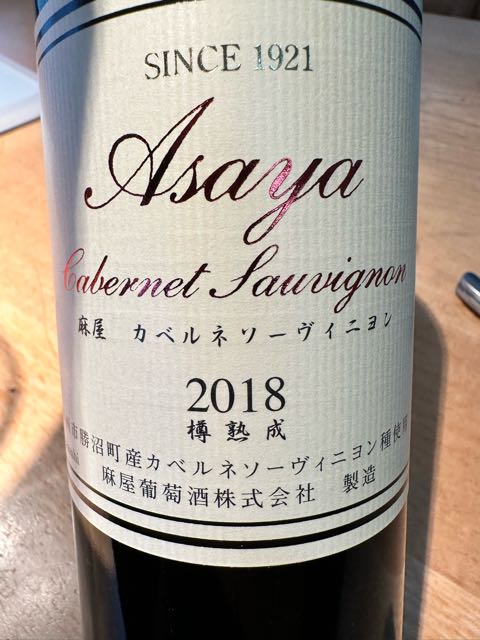 SINCE 1921
Asaya
Cabernet Sauvignon
麻屋 カベルネソーヴィニヨン
2018
樽熟成
市勝沼町産カベルネソーヴィニヨン種使用
麻屋葡萄酒株式会社 製造